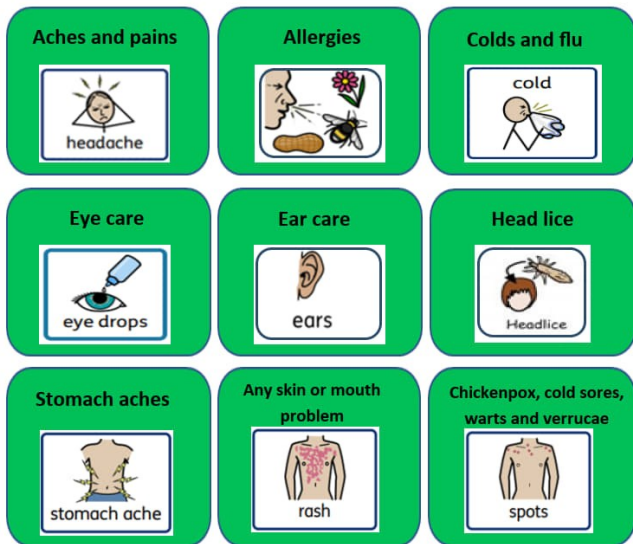 Aches and pains
headache
Allergies
Colds and flu
cold
Eye care
eye drops
Ear care
ears
Head lice
Headlice
Stomach aches
stomach ache
Any skin or mouth
problem
rash
Chickenpox, cold sores,
warts and verrucae
spots